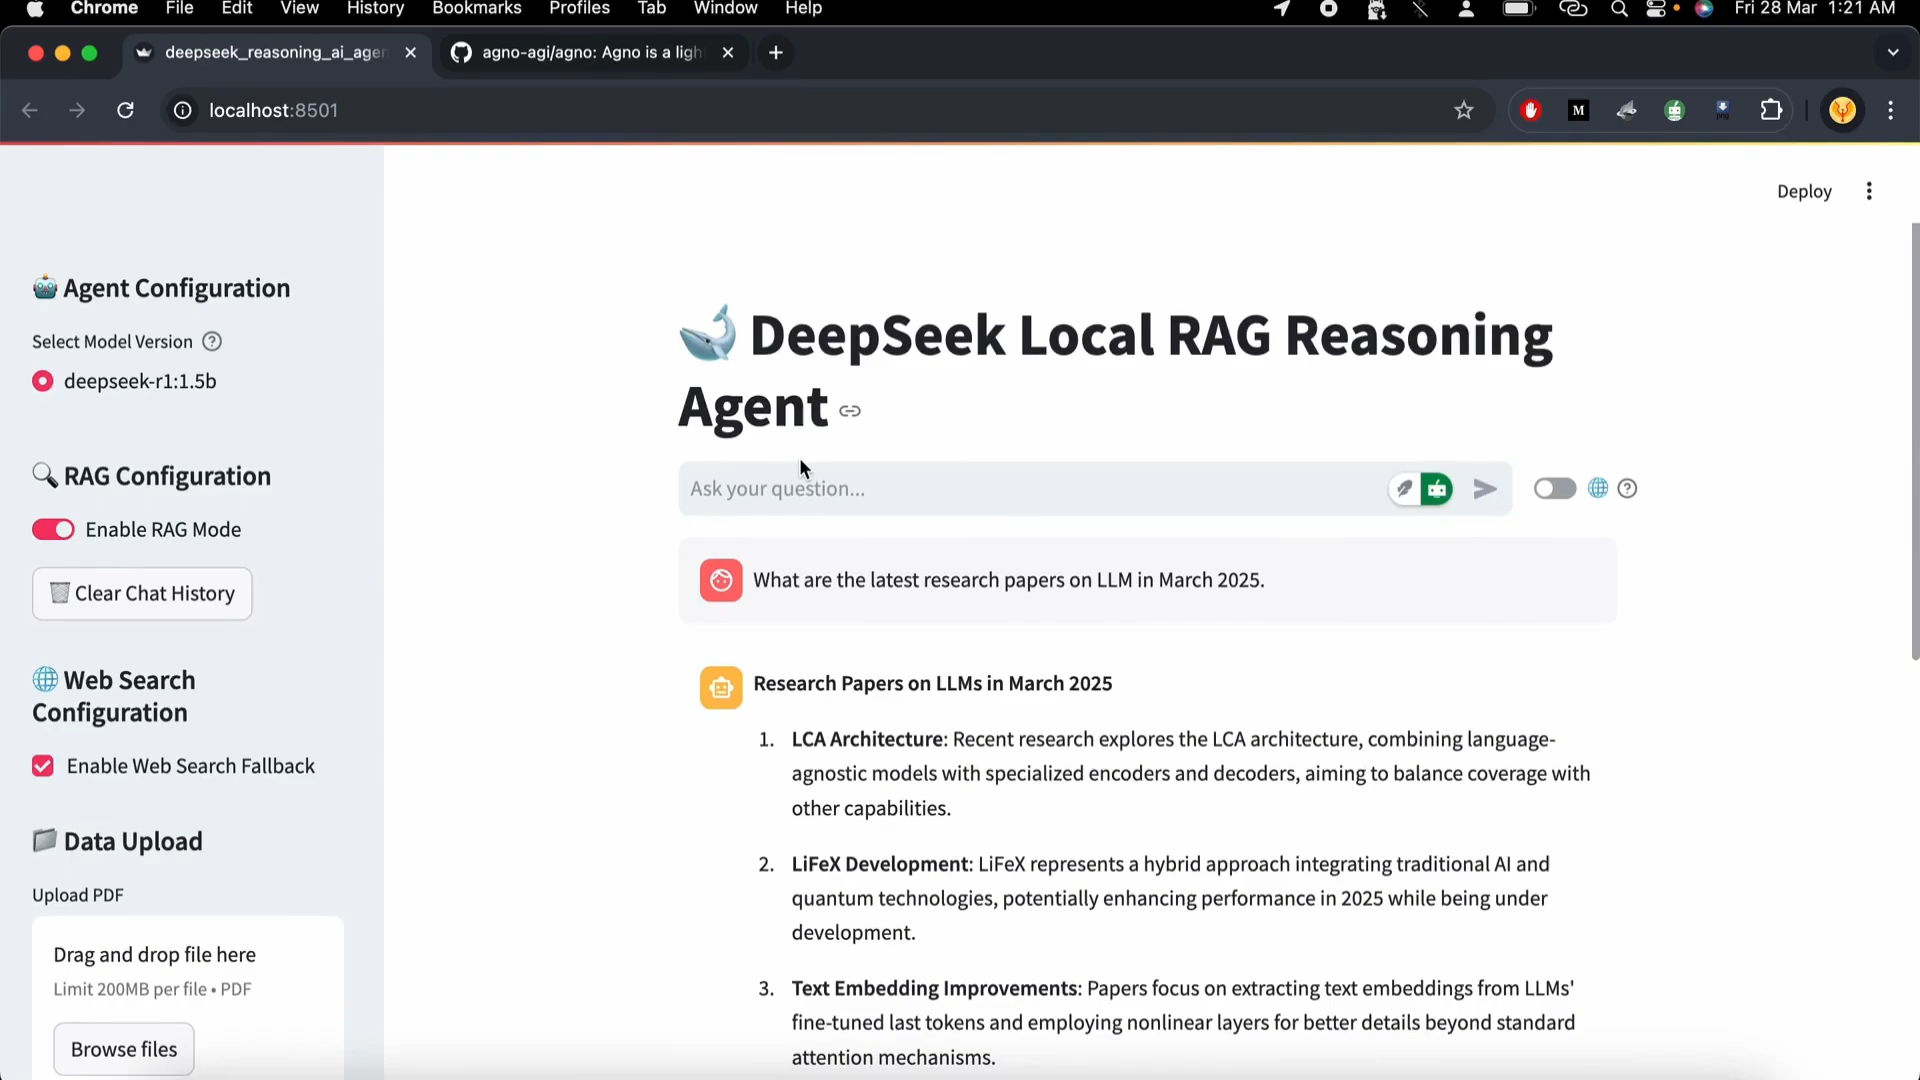 Chrome File Edit View History Bookmarks Profiles Tab Window Help Fri 28 Mar 1:21 AM
deepseek_reasoning_ai_agen agno-agi/agno: Agno is a ligh
localhost:8501
M
Deploy
Agent Configuration
Select Model Version
deepseek-r1:1.5b
RAG Configuration
Enable RAG Mode
Clear Chat History
Web Search
Configuration
Enable Web Search Fallback
Data Upload
Upload PDF
Drag and drop file here
Limit 200MB per file • PDF
Browse files
DeepSeek Local RAG Reasoning
Agent
Ask your question...
What are the latest research papers on LLM in March 2025.
Research Papers on LLMs in March 2025
1. LCA Architecture: Recent research explores the LCA architecture, combining language-
agnostic models with specialized encoders and decoders, aiming to balance coverage with
other capabilities.
2. LiFeX Development: LiFeX represents a hybrid approach integrating traditional AI and
quantum technologies, potentially enhancing performance in 2025 while being under
development.
3. Text Embedding Improvements: Papers focus on extracting text embeddings from LLMs'
fine-tuned last tokens and employing nonlinear layers for better details beyond standard
attention mechanisms.